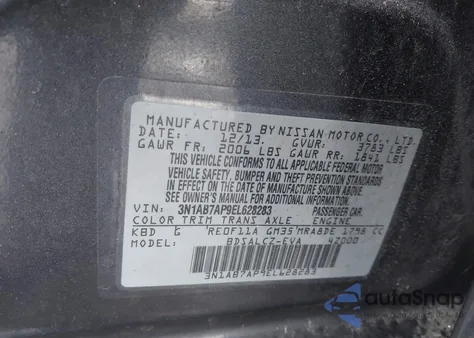 MANUFACTURED BY NISSAN MOTOR CO., LTD.
DATE: 12/13. GVWR: 3783 LBS
GAWR FR: 2006 LBS GAWR RR: 1841 LBS
THIS VEHICLE CONFORMS TO ALL APPLICABLE FEDERAL MOTOR
VEHICLE SAFETY, BUMPER AND THEFT PREVENTION STANDARDS
IN EFFECT ON THE DATE OF MANUFACTURE SHOWN ABOVE.
SEE OWNER'S MANUAL FOR ADDITIONAL INFORMATION.
VIN: 3N1AB7AP9EL628283 PASSENGER CAR.
COLOR TRIM TRANS AXLE ENGINE
KBD G RE0F11A GM35 MRA8DE 1798 CC
MODEL: BDSALCZ-EVA 42000
3N1AB7AP9EL628283
autoSnap